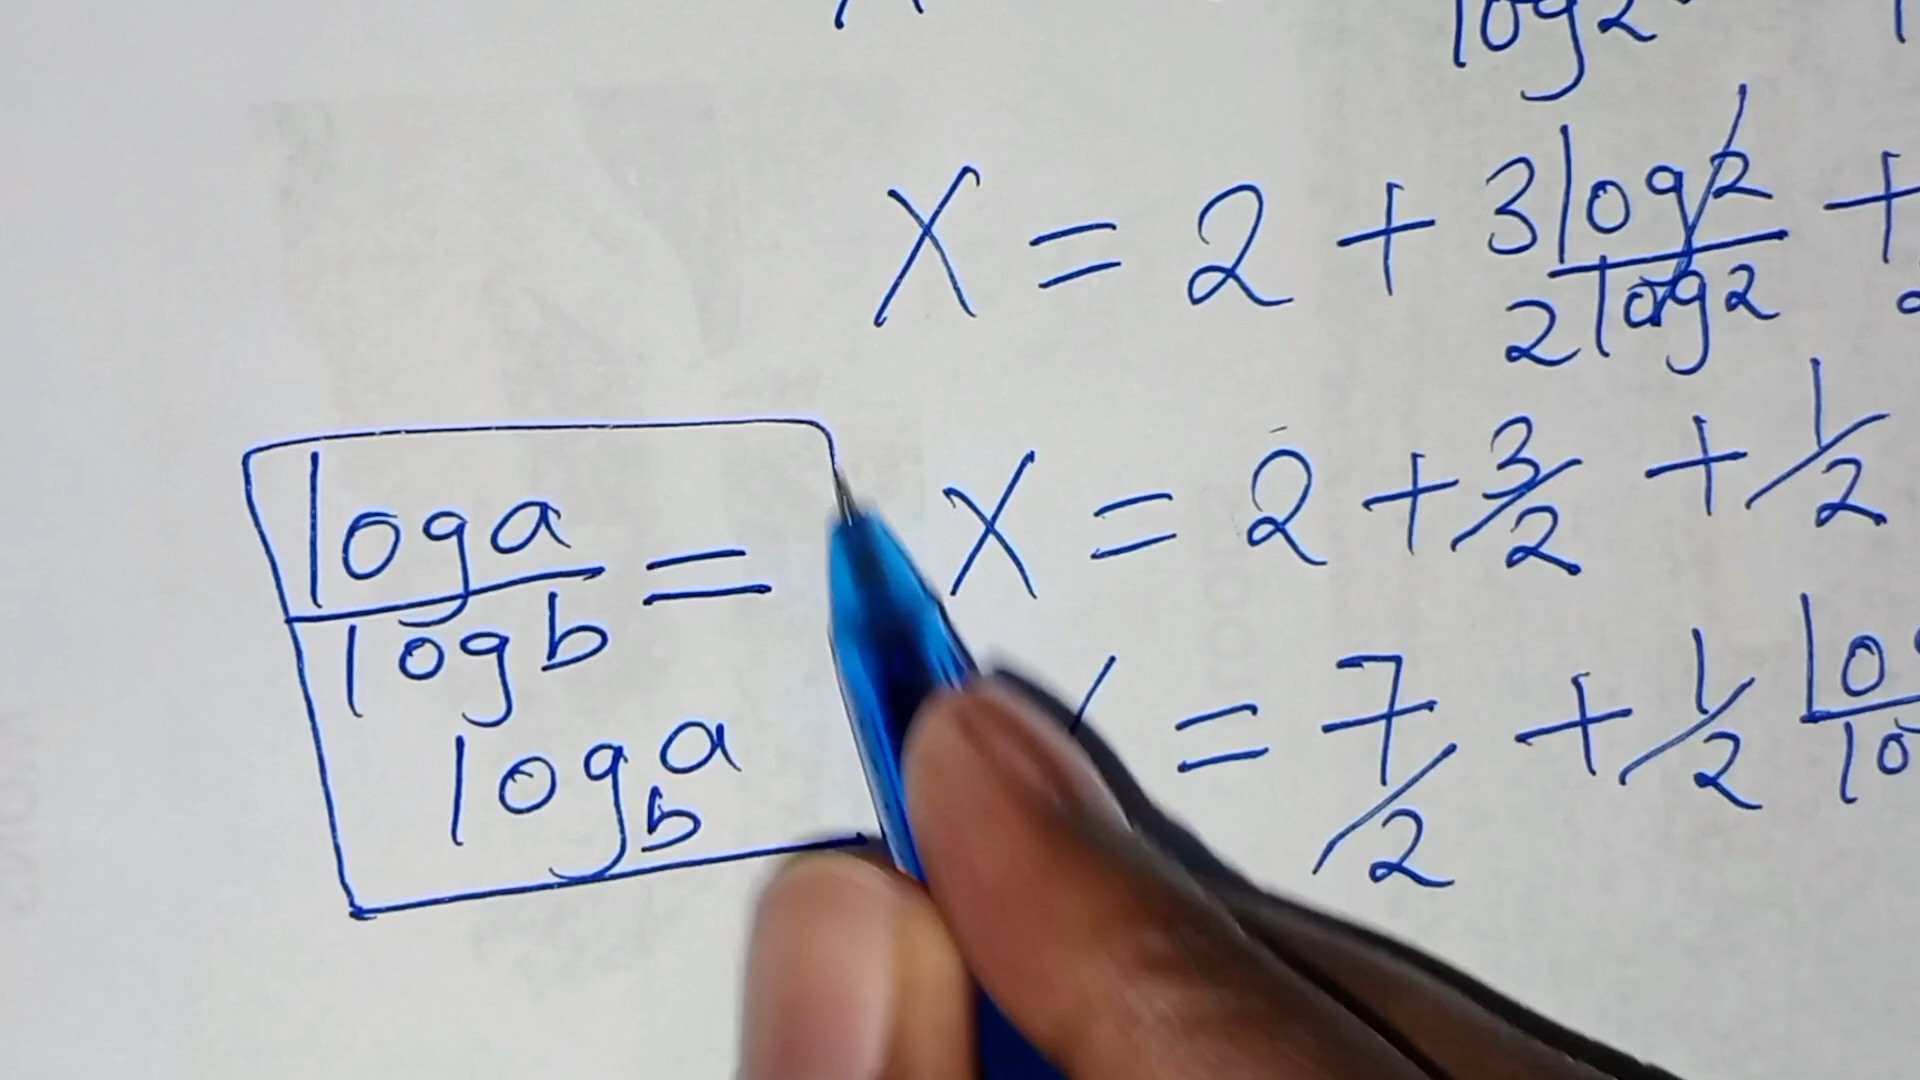 log2
X = 2 + 3log2/2log2 +
X = 2 + 3/2 + 1/2
= 7/2 + 1/2
log a/log b =
log_b a